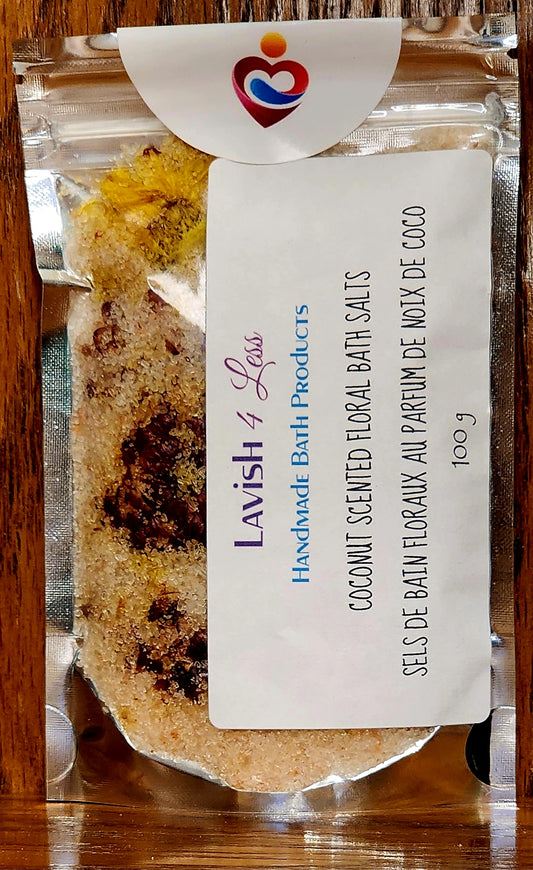 Lavish 4 Less
Handmade Bath Products
COCONUT SCENTED FLORAL BATH SALTS
SELS DE BAIN FLORAUX AU PARFUM DE NOIX DE COCO
100 g